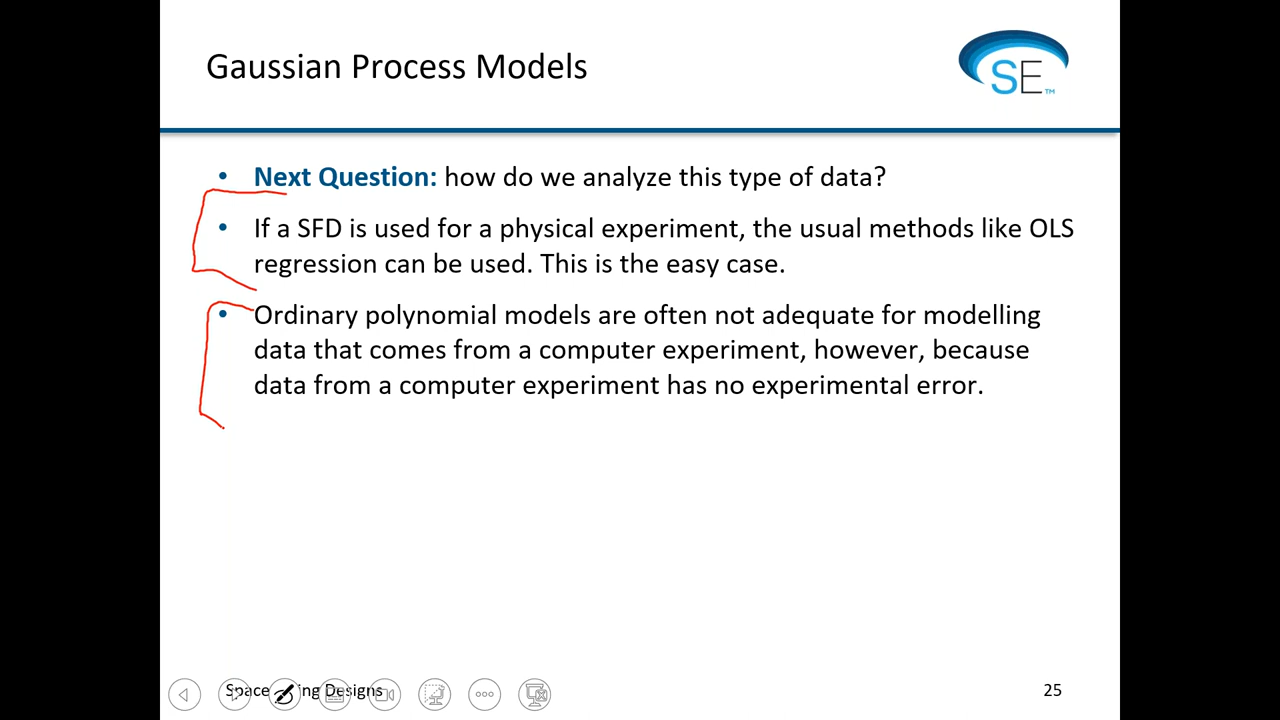 Gaussian Process Models
SE™
• Next Question: how do we analyze this type of data?
• If a SFD is used for a physical experiment, the usual methods like OLS
regression can be used. This is the easy case.
• Ordinary polynomial models are often not adequate for modelling
data that comes from a computer experiment, however, because
data from a computer experiment has no experimental error.
Designs
25